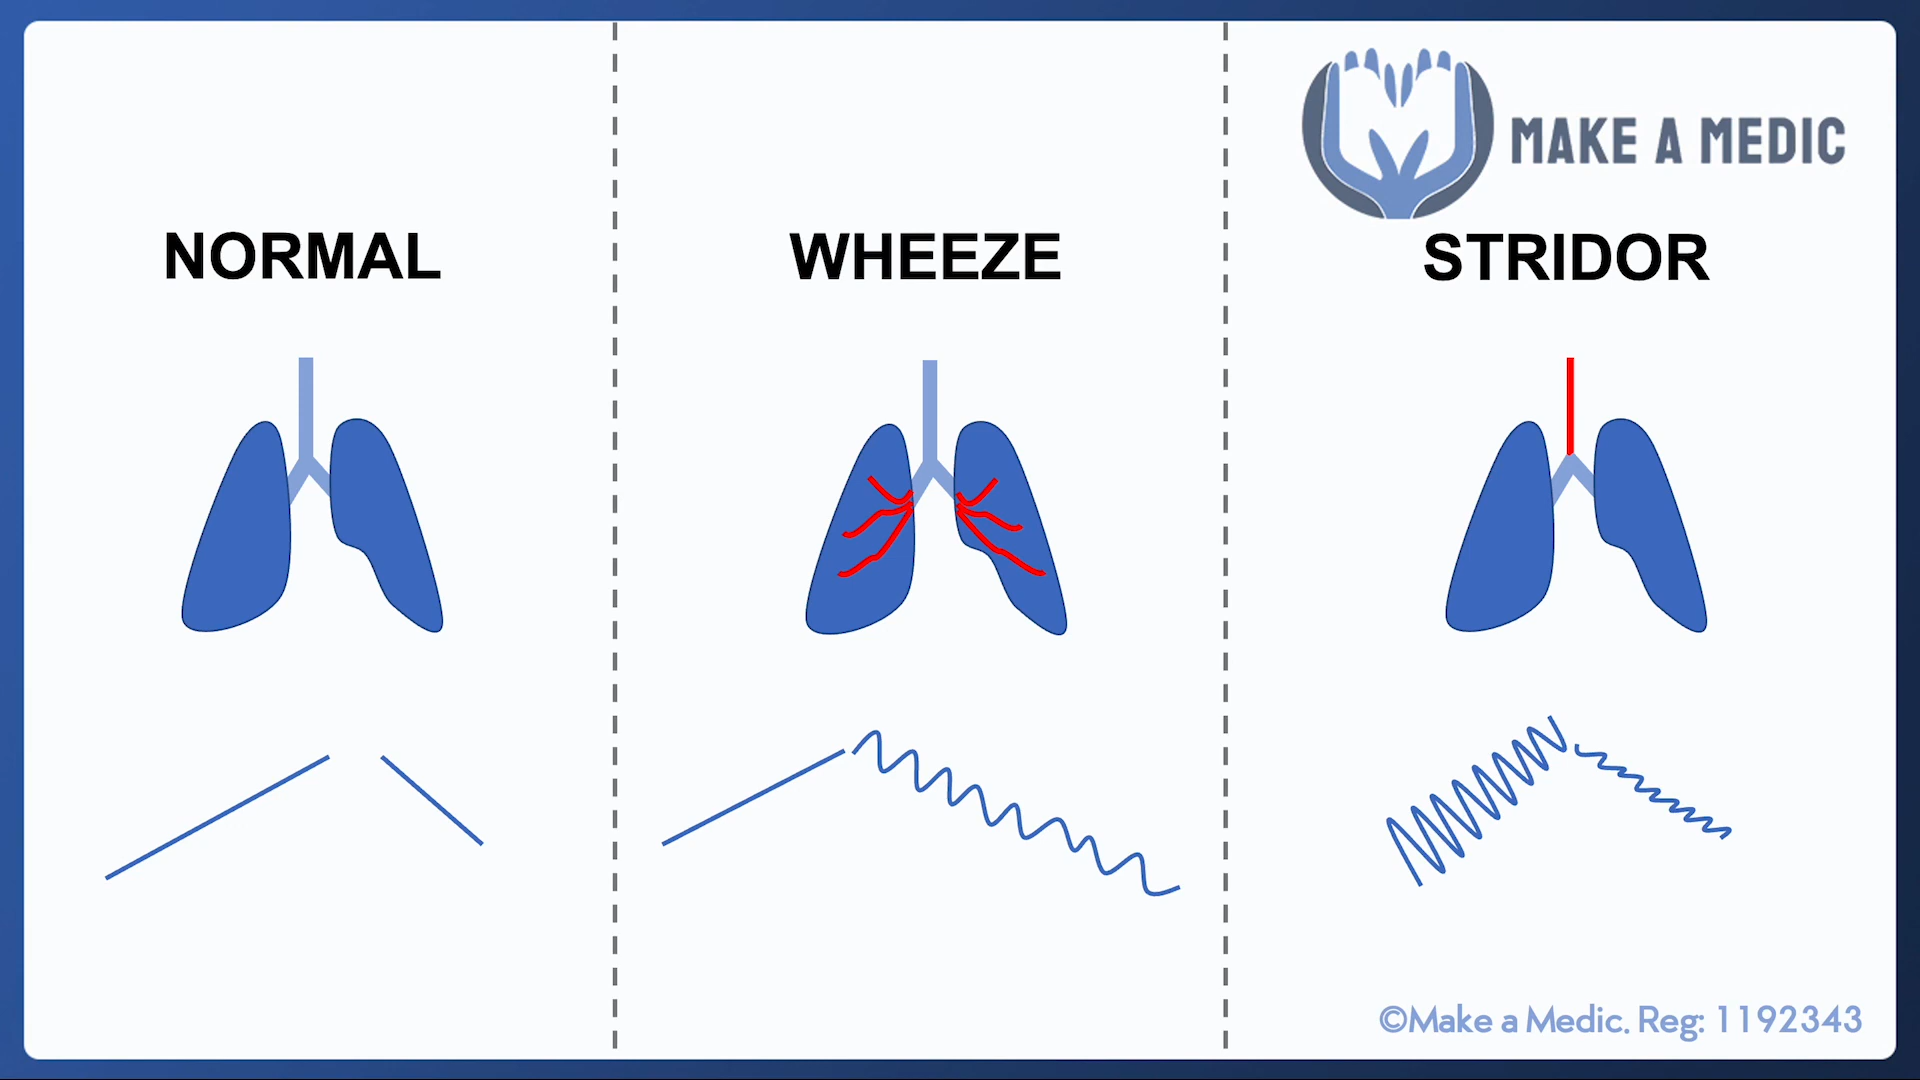 MAKE A MEDIC
NORMAL
WHEEZE
STRIDOR
©Make a Medic. Reg: 1192343